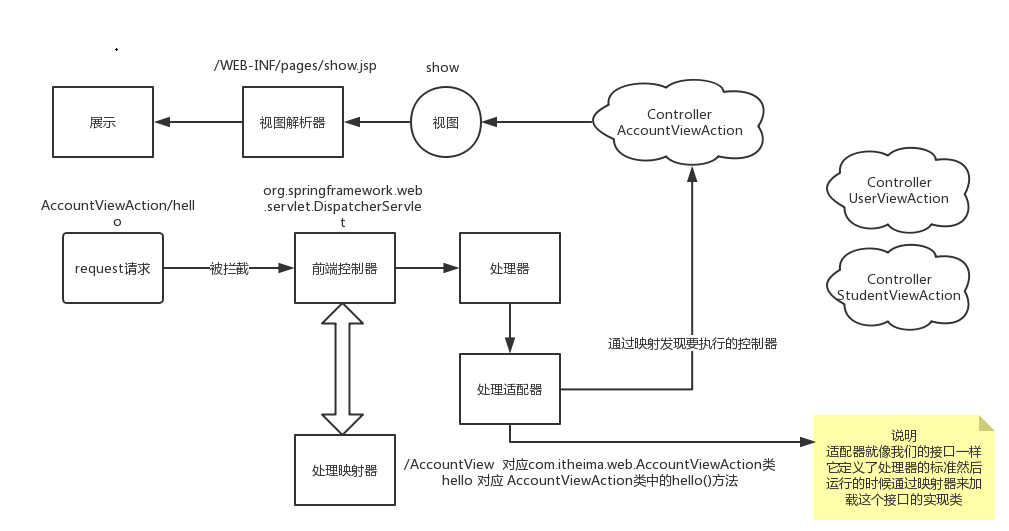 /WEB-INF/pages/show.jsp
show
展示
视图解析器
视图
Controller
AccountViewAction
Controller
UserViewAction
Controller
StudentViewAction
AccountViewAction/hell
o
org.springframework.web
.servlet.DispatcherServle
t
request请求
被拦截
前端控制器
处理器
通过映射发现要执行的控制器
处理适配器
处理映射器
/AccountView 对应com.itheima.web.AccountViewAction类
hello 对应 AccountViewAction类中的hello()方法
说明
适配器就像我们的接口一样
它定义了处理器的标准然后
运行的时候通过映射器来加
载这个接口的实现类